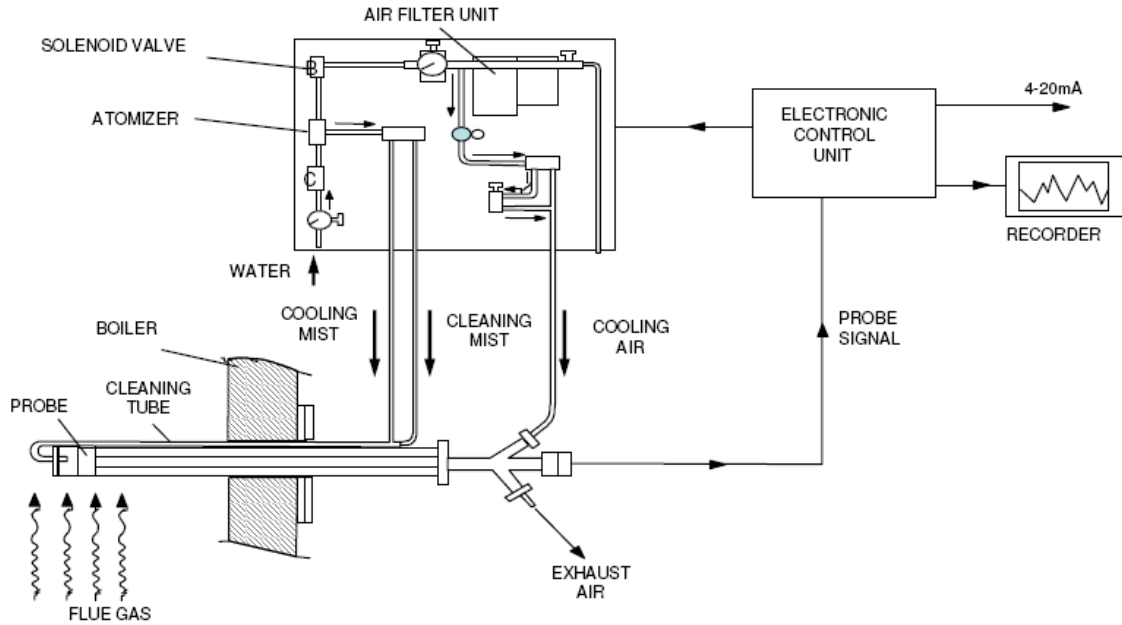 AIR FILTER UNIT
SOLENOID VALVE
ATOMIZER
4-20mA
ELECTRONIC
CONTROL
UNIT
RECORDER
WATER
COOLING
MIST
CLEANING
MIST
COOLING
AIR
PROBE
SIGNAL
BOILER
CLEANING
TUBE
PROBE
EXHAUST
AIR
FLUE GAS